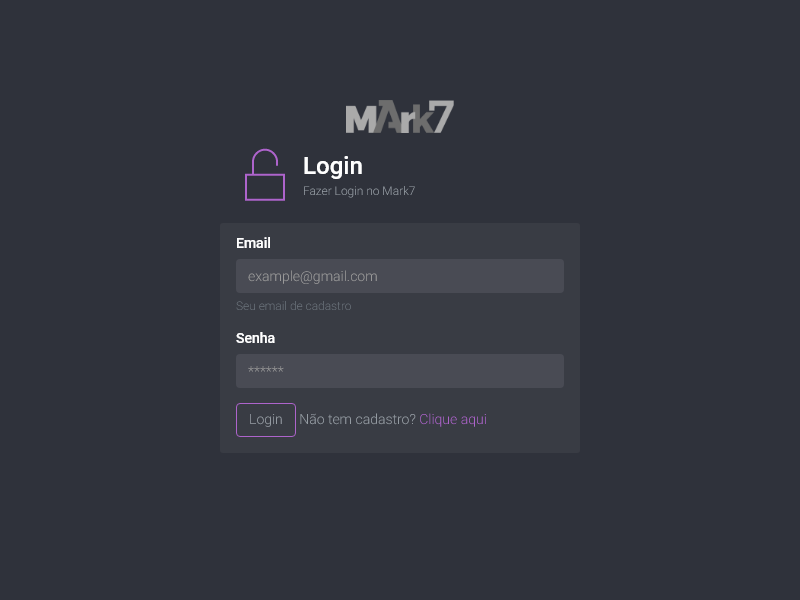 MArk7
Login
Fazer Login no Mark7
Email
example@gmail.com
Seu email de cadastro
Senha
******
Login Não tem cadastro? Clique aqui